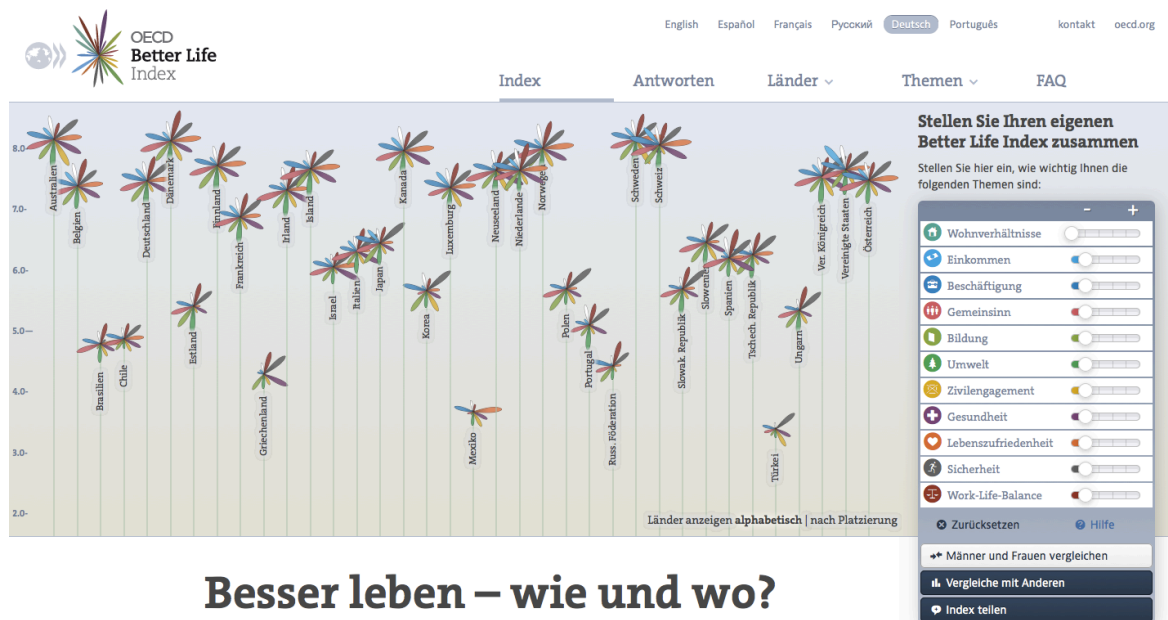 OECD
Better Life
Index
English Español Français Русский Deutsch Português kontakt oecd.org
Index Antworten Länder Themen FAQ
8.0-
7.0-
6.0-
5.0-
4.0-
3.0-
2.0-
Australien
Belgien
Brasilien
Chile
Deutschland
Dänemark
Estland
Finnland
Frankreich
Griechenland
Irland
Island
Israel
Italien
Japan
Kanada
Korea
Luxemburg
Mexiko
Neuseeland
Niederlande
Norwegen
Polen
Portugal
Russ. Föderation
Schweden
Schweiz
Slowak. Republik
Slowenien
Spanien
Tschech. Republik
Türkei
Ungarn
Ver. Königreich
Vereinigte Staaten
Österreich
Länder anzeigen alphabetisch | nach Platzierung
Stellen Sie Ihren eigenen
Better Life Index zusammen
Stellen Sie hier ein, wie wichtig Ihnen die
folgenden Themen sind:
- +
Wohnverhältnisse
Einkommen
Beschäftigung
Gemeinsinn
Bildung
Umwelt
Zivilengagement
Gesundheit
Lebenszufriedenheit
Sicherheit
Work-Life-Balance
Zurücksetzen Hilfe
Männer und Frauen vergleichen
Vergleiche mit Anderen
Index teilen
Besser leben – wie und wo?